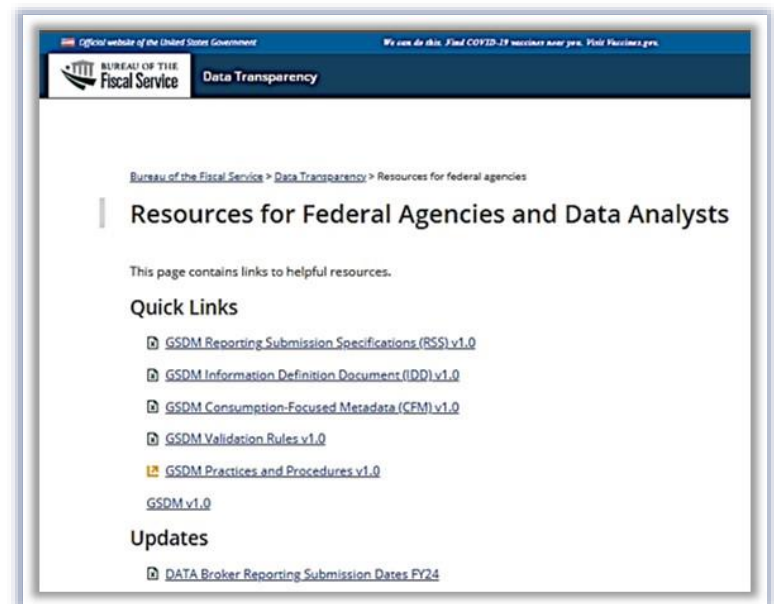 Official website of the United States Government
We can do this. Find COVID-19 vaccines near you. Visit Vaccines.gov.
BUREAU OF THE
Fiscal Service
Data Transparency
Bureau of the Fiscal Service > Data Transparency > Resources for federal agencies
Resources for Federal Agencies and Data Analysts
This page contains links to helpful resources.
Quick Links
GSDM Reporting Submission Specifications (RSS) v1.0
GSDM Information Definition Document (IDD) v1.0
GSDM Consumption-Focused Metadata (CFM) v1.0
GSDM Validation Rules v1.0
GSDM Practices and Procedures v1.0
GSDM v1.0
Updates
DATA Broker Reporting Submission Dates FY24